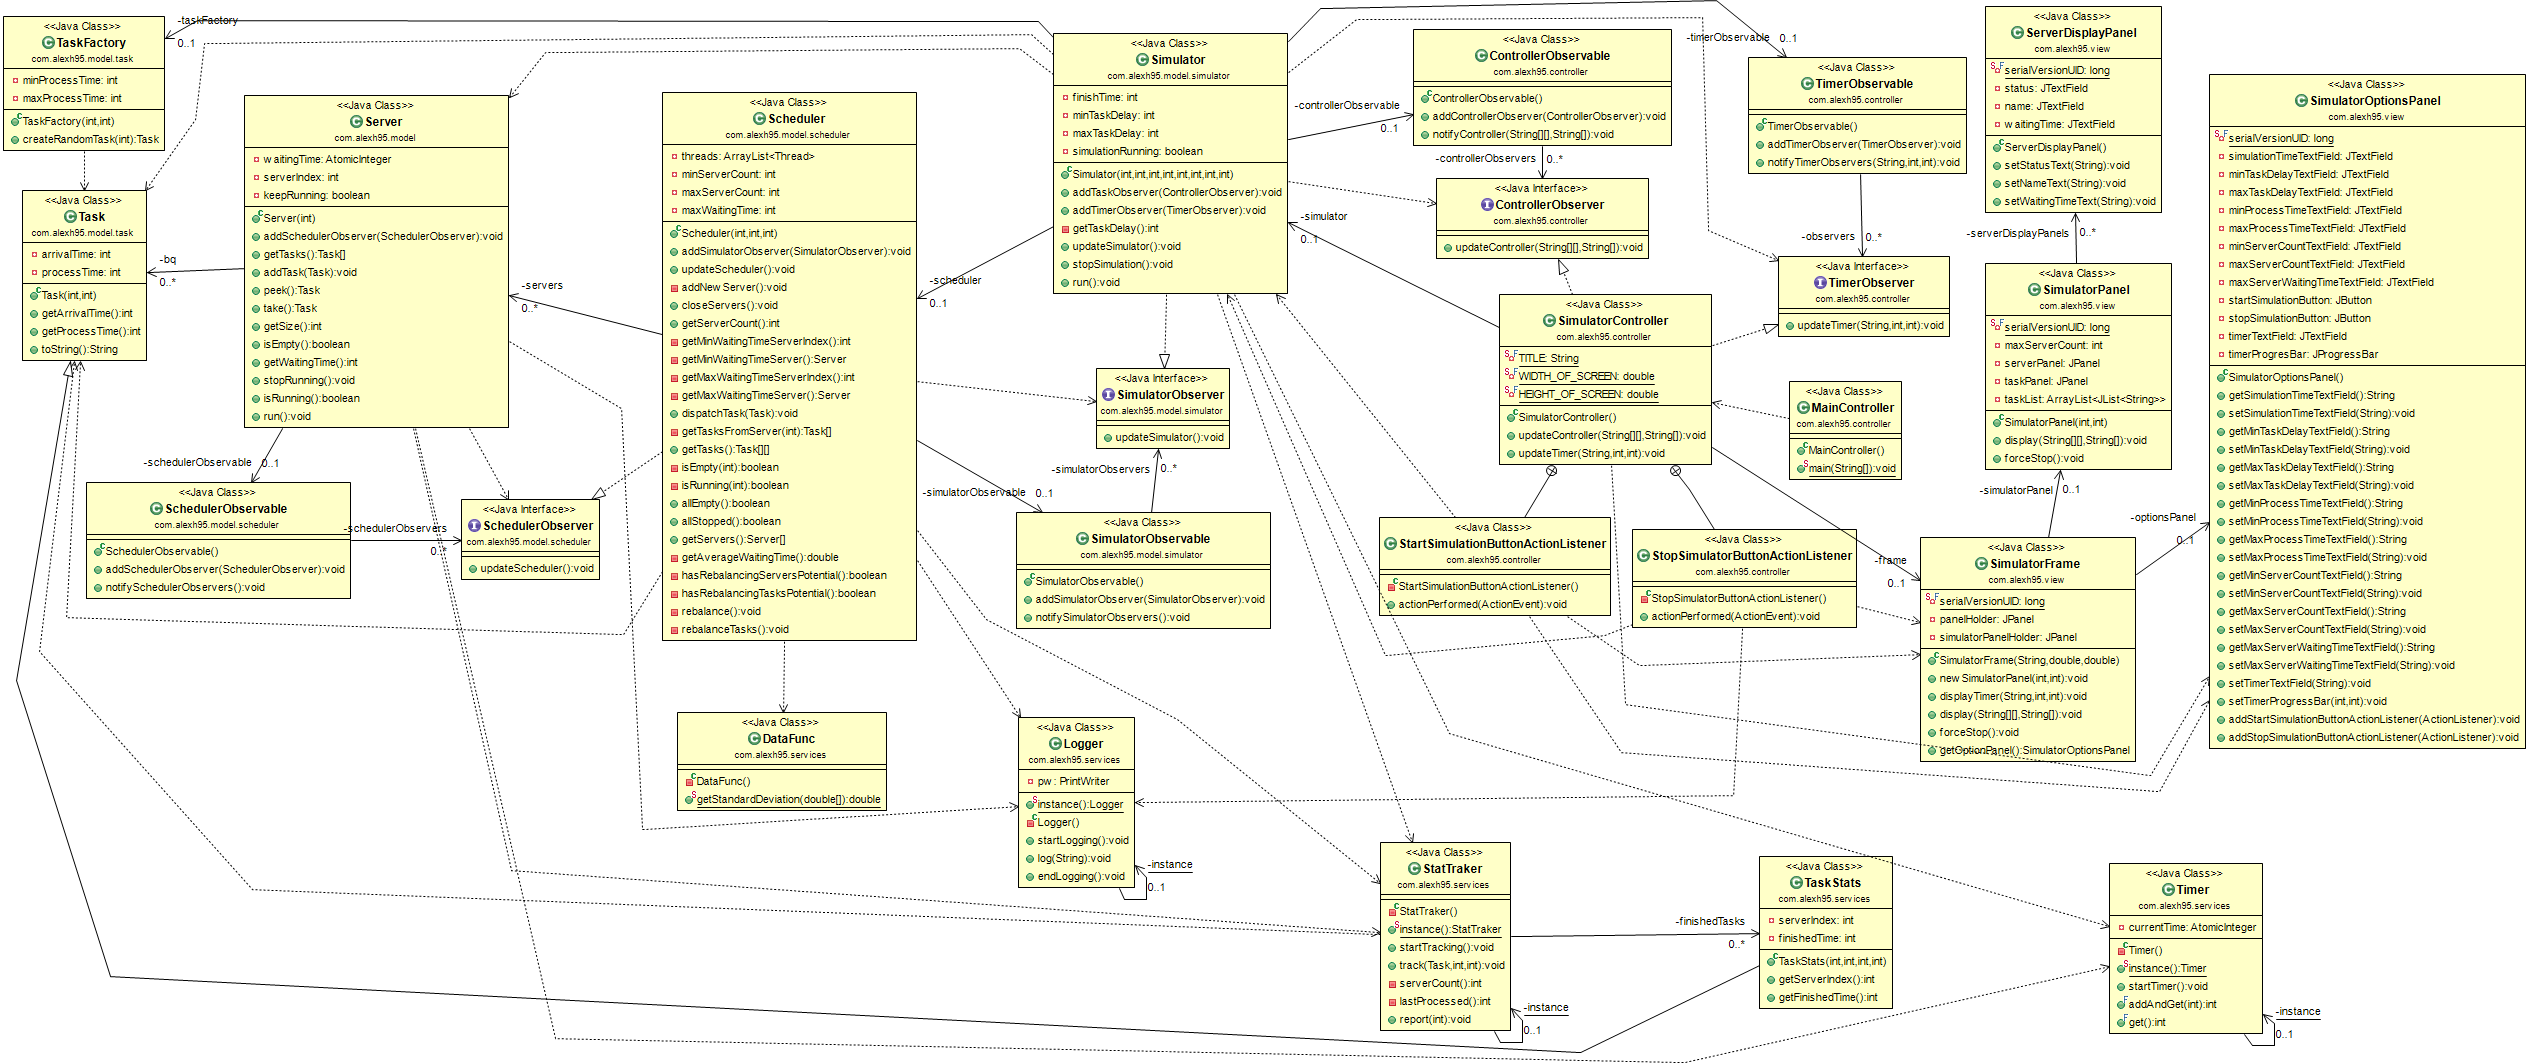 <<Java Class>>
TaskFactory
com.alexh95.model.task
minProcessTime: int
maxProcessTime: int
TaskFactory(int,int)
createRandomTask(int):Task
-taskFactory
0..1
<<Java Class>>
Task
com.alexh95.model.task
arrivalTime: int
processTime: int
Task(int,int)
getArrivalTime():int
getProcessTime():int
toString():String
-bq
0..*
<<Java Class>>
Server
com.alexh95.model
waitingTime: AtomicInteger
serverIndex: int
keepRunning: boolean
Server(int)
addSchedulerObserver(SchedulerObserver):void
getTasks():Task[]
addTask(Task):void
peek():Task
take():Task
getSize():int
isEmpty():boolean
getWaitingTime():int
stopRunning():void
isRunning():boolean
run():void
-servers
0..*
-schedulerObservable
0..1
<<Java Class>>
SchedulerObservable
com.alexh95.model.scheduler
SchedulerObservable()
addSchedulerObserver(SchedulerObserver):void
notifySchedulerObservers():void
-schedulerObservers
0..*
<<Java Interface>>
SchedulerObserver
com.alexh95.model.scheduler
updateScheduler():void
<<Java Class>>
Scheduler
com.alexh95.model.scheduler
threads: ArrayList<Thread>
minServerCount: int
maxServerCount: int
maxWaitingTime: int
Scheduler(int,int,int)
addSimulatorObserver(SimulatorObserver):void
updateScheduler():void
addNewServer():void
closeServers():void
getServerCount():int
getMinWaitingTimeServerIndex():int
getMinWaitingTimeServer():Server
getMaxWaitingTimeServerIndex():int
getMaxWaitingTimeServer():Server
dispatchTask(Task):void
getTasksFromServer(int):Task[]
getTasks():Task[][]
isEmpty(int):boolean
isRunning(int):boolean
allEmpty():boolean
allStopped():boolean
getServers():Server[]
getAverageWaitingTime():double
hasRebalancingServersPotential():boolean
hasRebalancingTasksPotential():boolean
rebalance():void
rebalanceTasks():void
-scheduler
0..1
<<Java Class>>
DataFunc
com.alexh95.services
DataFunc()
getStandardDeviation(double[]):double
<<Java Class>>
Simulator
com.alexh95.model.simulator
finishTime: int
minTaskDelay: int
maxTaskDelay: int
simulationRunning: boolean
Simulator(int,int,int,int,int,int,int,int)
addTaskObserver(ControllerObserver):void
addTimerObserver(TimerObserver):void
getTaskDelay():int
updateSimulator():void
stopSimulation():void
run():void
<<Java Interface>>
SimulatorObserver
com.alexh95.model.simulator
updateSimulator():void
-simulatorObservers
0..*
-simulatorObservable
0..1
<<Java Class>>
SimulatorObservable
com.alexh95.model.simulator
SimulatorObservable()
addSimulatorObserver(SimulatorObserver):void
notifySimulatorObservers():void
<<Java Class>>
Logger
com.alexh95.services
pw: PrintWriter
instance():Logger
Logger()
startLogging():void
log(String):void
endLogging():void
-instance
0..1
-controllerObservable
0..1
<<Java Class>>
ControllerObservable
com.alexh95.controller
ControllerObservable()
addControllerObserver(ControllerObserver):void
notifyController(String[][],String[]):void
-controllerObservers
0..*
<<Java Interface>>
ControllerObserver
com.alexh95.controller
updateController(String[][],String[]):void
-simulator
0..1
-timerObservable
0..1
<<Java Class>>
TimerObservable
com.alexh95.controller
TimerObservable()
addTimerObserver(TimerObserver):void
notifyTimerObservers(String,int,int):void
-observers
0..*
<<Java Interface>>
TimerObserver
com.alexh95.controller
updateTimer(String,int,int):void
<<Java Class>>
SimulatorController
com.alexh95.controller
TITLE: String
WIDTH_OF_SCREEN: double
HEIGHT_OF_SCREEN: double
SimulatorController()
updateController(String[][],String[]):void
updateTimer(String,int,int):void
<<Java Class>>
MainController
com.alexh95.controller
MainController()
main(String[]):void
<<Java Class>>
StartSimulationButtonActionListener
com.alexh95.controller
StartSimulationButtonActionListener()
actionPerformed(ActionEvent):void
<<Java Class>>
StopSimulatorButtonActionListener
com.alexh95.controller
StopSimulatorButtonActionListener()
actionPerformed(ActionEvent):void
-frame
0..1
<<Java Class>>
ServerDisplayPanel
com.alexh95.view
serialVersionUID: long
status: JTextField
name: JTextField
waitingTime: JTextField
ServerDisplayPanel()
setStatusText(String):void
setNameText(String):void
setWaitingTimeText(String):void
-serverDisplayPanels
0..*
<<Java Class>>
SimulatorPanel
com.alexh95.view
serialVersionUID: long
maxServerCount: int
serverPanel: JPanel
taskPanel: JPanel
taskList: ArrayList<JList<String>>
SimulatorPanel(int,int)
display(String[][],String[]):void
forceStop():void
-simulatorPanel
0..1
<<Java Class>>
SimulatorFrame
com.alexh95.view
serialVersionUID: long
panelHolder: JPanel
simulatorPanelHolder: JPanel
SimulatorFrame(String,double,double)
newSimulatorPanel(int,int):void
displayTimer(String,int,int):void
display(String[][],String[]):void
forceStop():void
getOptionPanel():SimulatorOptionsPanel
-optionsPanel
0..1
<<Java Class>>
SimulatorOptionsPanel
com.alexh95.view
serialVersionUID: long
simulationTimeTextField: JTextField
minTaskDelayTextField: JTextField
maxTaskDelayTextField: JTextField
minProcessTimeTextField: JTextField
maxProcessTimeTextField: JTextField
minServerCountTextField: JTextField
maxServerCountTextField: JTextField
maxServerWaitingTimeTextField: JTextField
startSimulationButton: JButton
stopSimulationButton: JButton
timerTextField: JTextField
timerProgresBar: JProgressBar
SimulatorOptionsPanel()
getSimulationTimeTextField():String
setSimulationTimeTextField(String):void
getMinTaskDelayTextField():String
setMinTaskDelayTextField(String):void
getMaxTaskDelayTextField():String
setMaxTaskDelayTextField(String):void
getMinProcessTimeTextField():String
setMinProcessTimeTextField(String):void
getMaxProcessTimeTextField():String
setMaxProcessTimeTextField(String):void
getMinServerCountTextField():String
setMinServerCountTextField(String):void
getMaxServerCountTextField():String
setMaxServerCountTextField(String):void
getMaxServerWaitingTimeTextField():String
setMaxServerWaitingTimeTextField(String):void
setTimerTextField(String):void
setTimerProgressBar(int,int):void
addStartSimulationButtonActionListener(ActionListener):void
addStopSimulationButtonActionListener(ActionListener):void
<<Java Class>>
StatTraker
com.alexh95.services
StatTraker()
instance():StatTraker
startTracking():void
track(Task,int,int):void
serverCount():int
lastProcessed():int
report(int):void
-instance
0..1
-finishedTasks
0..*
<<Java Class>>
TaskStats
com.alexh95.services
serverIndex: int
finishedTime: int
TaskStats(int,int,int,int)
getServerIndex():int
getFinishedTime():int
<<Java Class>>
Timer
com.alexh95.services
currentTime: AtomicInteger
Timer()
instance():Timer
startTimer():void
addAndGet(int):int
get():int
-instance
0..1